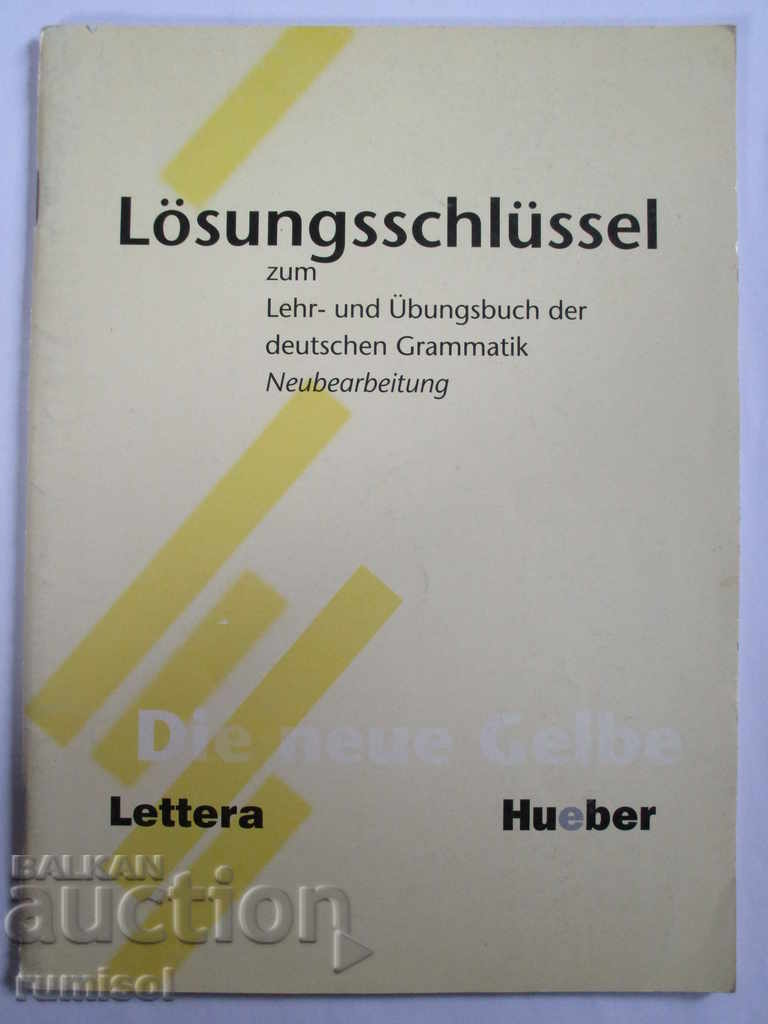 Lösungsschlüssel
zum
Lehr- und Übungsbuch der
deutschen Grammatik
Neubearbeitung
Die neue Gelbe
Lettera
Hueber
BALKAN
auction
rumisol